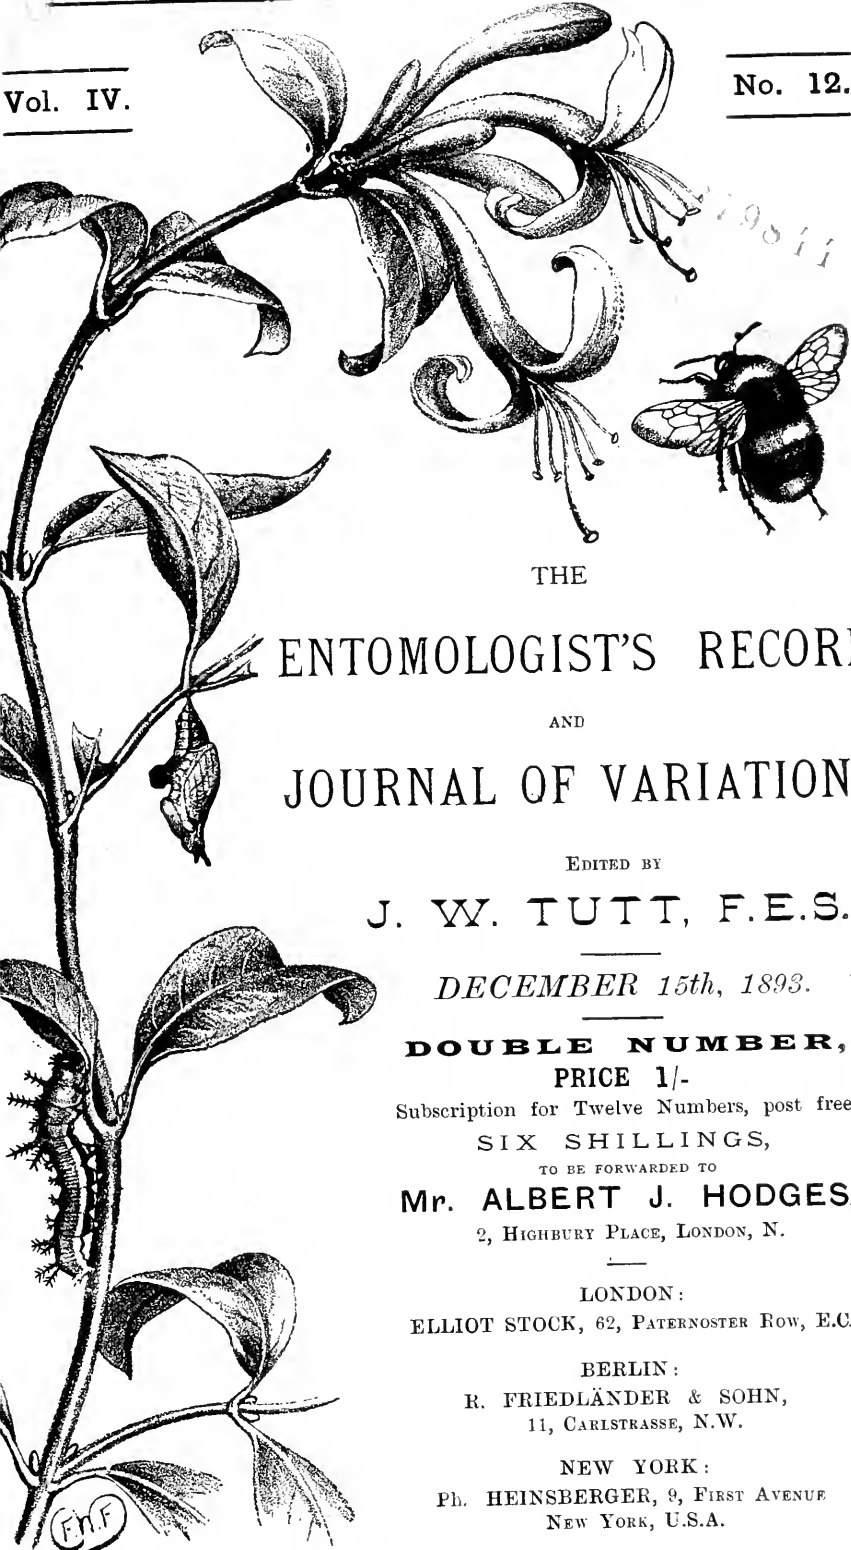 Vol. IV.
No. 12.
THE
ENTOMOLOGIST'S RECOR
AND
JOURNAL OF VARIATION
EDITED BY
J. W. TUTT, F.E.S.
DECEMBER 15th, 1893.
DOUBLE NUMBER,
PRICE 1/-
Subscription for Twelve Numbers, post free
SIX SHILLINGS,
TO BE FORWARDED TO
Mr. ALBERT J. HODGES,
2, HIGHBURY PLACE, LONDON, N.
LONDON:
ELLIOT STOCK, 62, PATERNOSTER ROW, E.C.
BERLIN:
R. FRIEDLÄNDER & SOHN,
11, CARLSTRASSE, N.W.
NEW YORK:
Ph. HEINSBERGER, 9, FIRST AVENUE
NEW YORK, U.S.A.
F.h.F